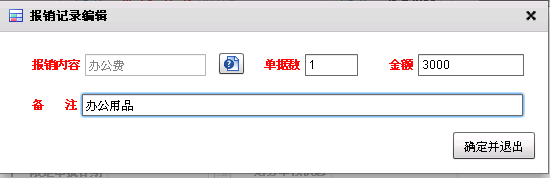 报销记录编辑
报销内容 办公费 单据数 1 金额 3000
备 注 办公用品
确定并退出